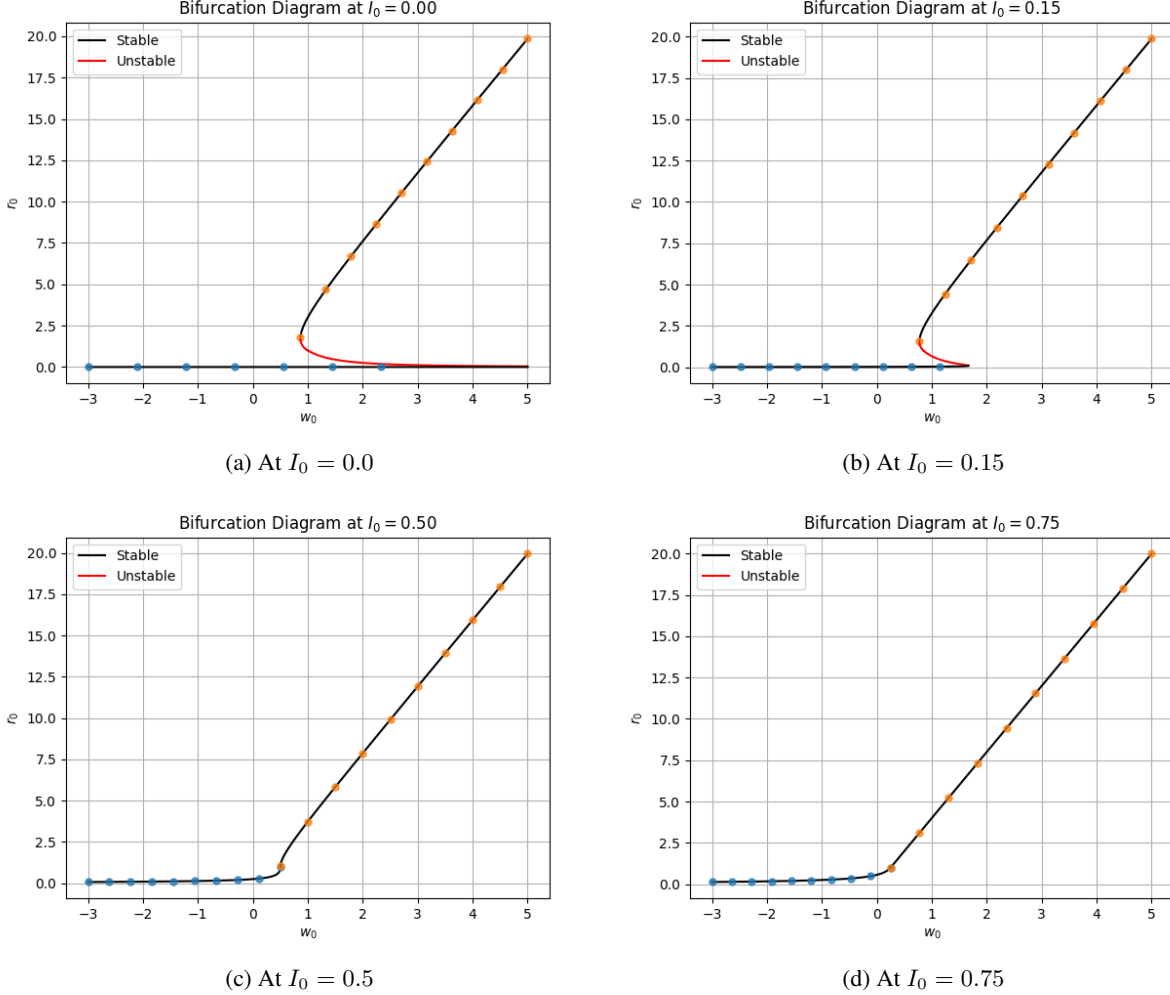 Bifurcation Diagram at I₀ = 0.00
Stable
Unstable
20.0
17.5
15.0
12.5
10.0
7.5
5.0
2.5
0.0
r₀
−3 −2 −1 0 1 2 3 4 5
w₀
(a) At I₀ = 0.0
Bifurcation Diagram at I₀ = 0.15
Stable
Unstable
20.0
17.5
15.0
12.5
10.0
7.5
5.0
2.5
0.0
r₀
−3 −2 −1 0 1 2 3 4 5
w₀
(b) At I₀ = 0.15
Bifurcation Diagram at I₀ = 0.50
Stable
Unstable
20.0
17.5
15.0
12.5
10.0
7.5
5.0
2.5
0.0
r₀
−3 −2 −1 0 1 2 3 4 5
w₀
(c) At I₀ = 0.5
Bifurcation Diagram at I₀ = 0.75
Stable
Unstable
20.0
17.5
15.0
12.5
10.0
7.5
5.0
2.5
0.0
r₀
−3 −2 −1 0 1 2 3 4 5
w₀
(d) At I₀ = 0.75